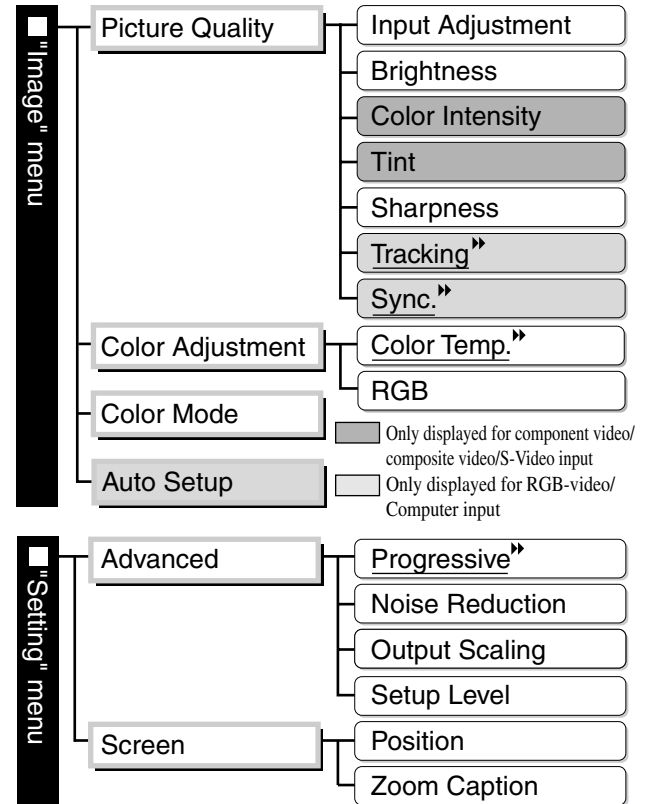 "Image" menu
Picture Quality
Input Adjustment
Brightness
Color Intensity
Tint
Sharpness
Tracking
Sync.
Color Adjustment
Color Temp.
RGB
Color Mode
Auto Setup
Only displayed for component video/
composite video/S-Video input
Only displayed for RGB-video/
Computer input
"Setting" menu
Advanced
Progressive
Noise Reduction
Output Scaling
Setup Level
Screen
Position
Zoom Caption